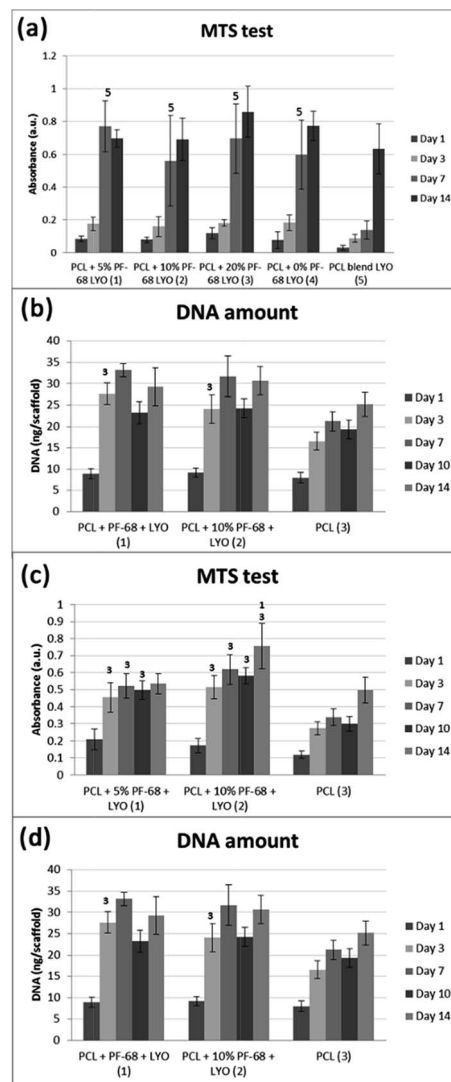 (a)
MTS test
Absorbance (a.u.)
1.2
1
0.8
0.6
0.4
0.2
0
5
5
5
5
PCL + 5% PF-
68 LYO (1)
PCL + 10% PF-
68 LYO (2)
PCL + 20% PF-
68 LYO (3)
PCL + 0% PF-
68 LYO (4)
PCL blend LYO
(5)
Day 1
Day 3
Day 7
Day 14
(b)
DNA amount
DNA (ng/scaffold)
40
35
30
25
20
15
10
5
0
3
3
PCL + PF-68 + LYO
(1)
PCL + 10% PF-68 +
LYO (2)
PCL (3)
Day 1
Day 3
Day 7
Day 10
Day 14
(c)
MTS test
Absorbance (a.u.)
1
0.9
0.8
0.7
0.6
0.5
0.4
0.3
0.2
0.1
0
3
3
3
3
3
3
1
3
PCL + 5% PF-68 +
LYO (1)
PCL + 10% PF-68 +
LYO (2)
PCL (3)
Day 1
Day 3
Day 7
Day 10
Day 14
(d)
DNA amount
DNA (ng/scaffold)
40
35
30
25
20
15
10
5
0
3
3
PCL + PF-68 + LYO
(1)
PCL + 10% PF-68 +
LYO (2)
PCL (3)
Day 1
Day 3
Day 7
Day 10
Day 14